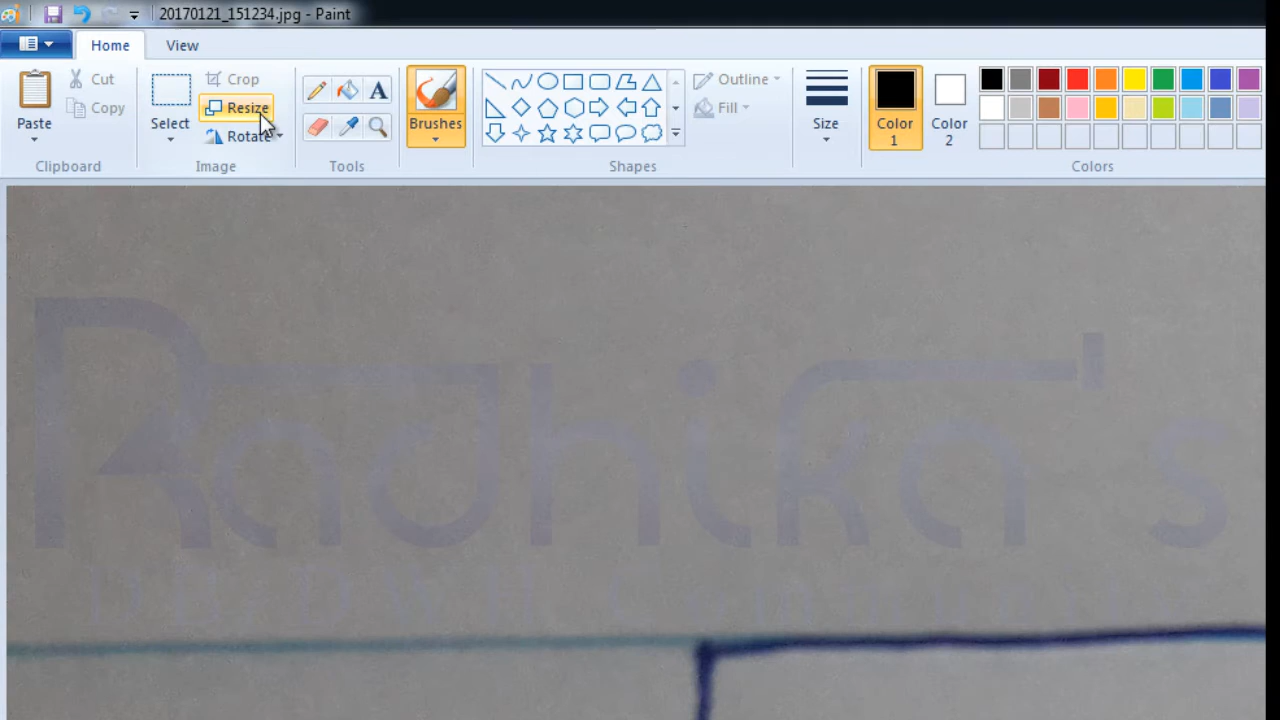 20170121_151234.jpg - Paint
Home View
Paste
Cut
Copy
Clipboard
Select
Crop
Resize
Rotate
Image
A
Tools
Brushes
Shapes
Outline
Fill
Size
Color 1
Color 2
Colors
Radhika's